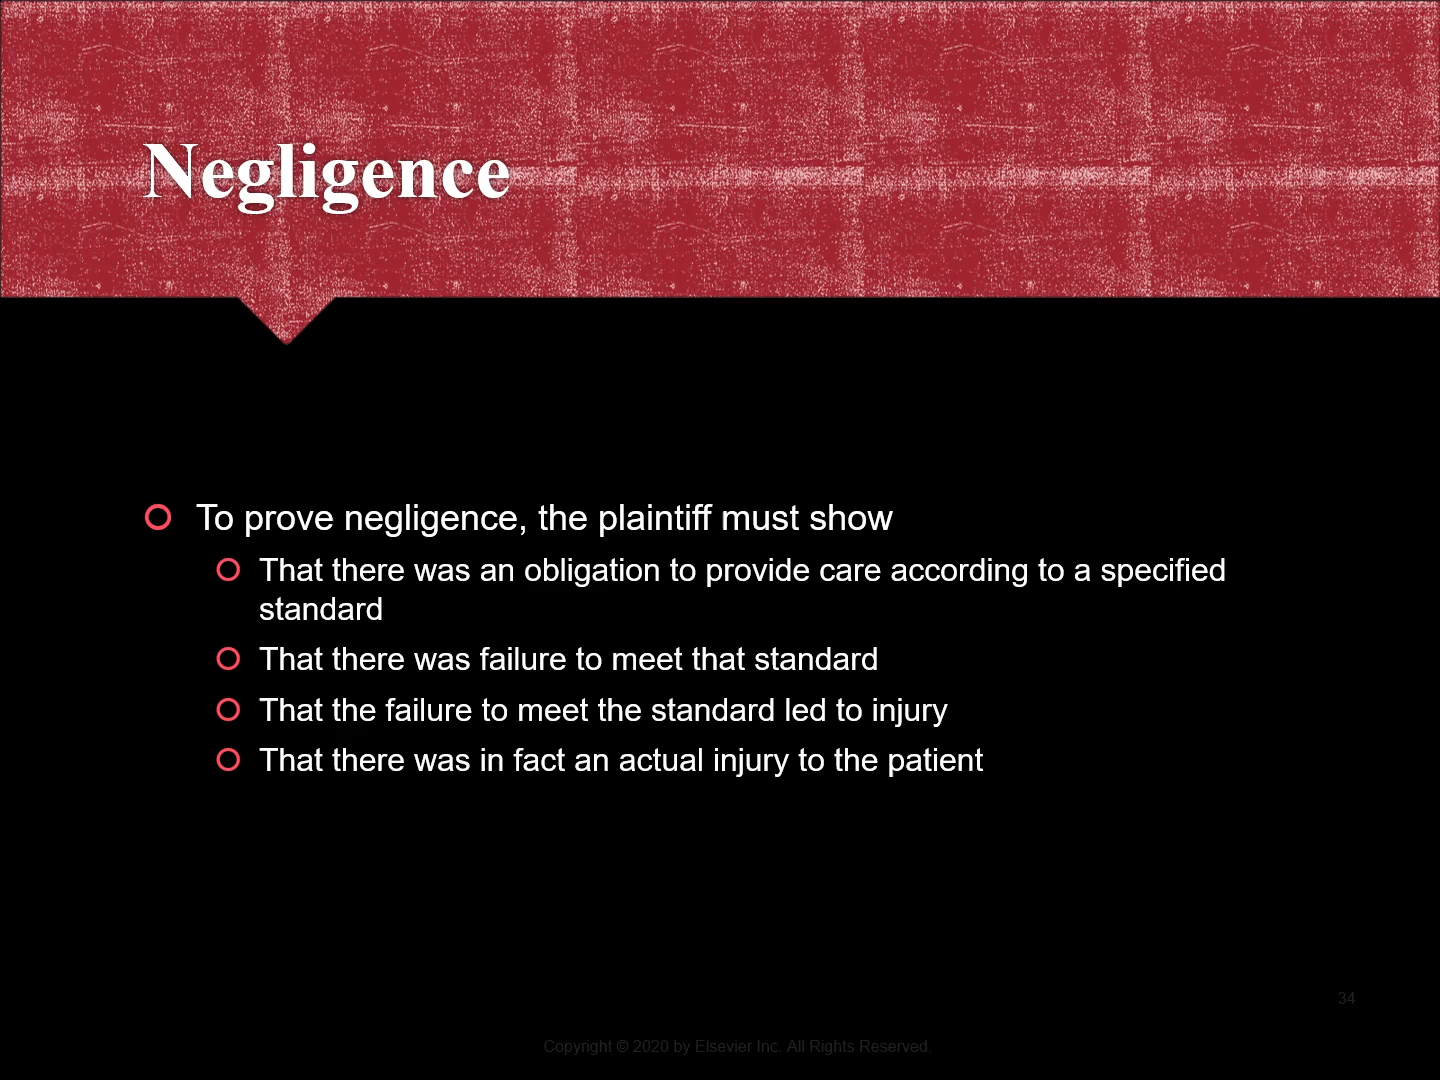 Negligence
To prove negligence, the plaintiff must show
That there was an obligation to provide care according to a specified
standard
That there was failure to meet that standard
That the failure to meet the standard led to injury
That there was in fact an actual injury to the patient
34
Copyright © 2020 by Elsevier Inc. All Rights Reserved.